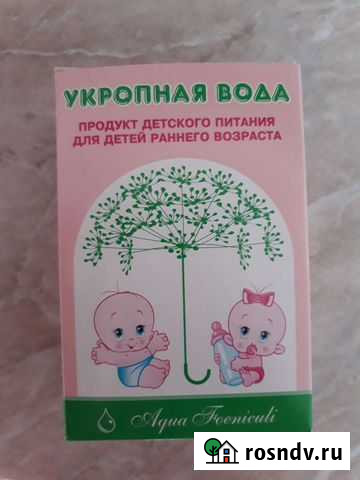 УКРОПНАЯ ВОДА
ПРОДУКТ ДЕТСКОГО ПИТАНИЯ
ДЛЯ ДЕТЕЙ РАННЕГО ВОЗРАСТА
Aqua Foeniculi
rosndv.ru